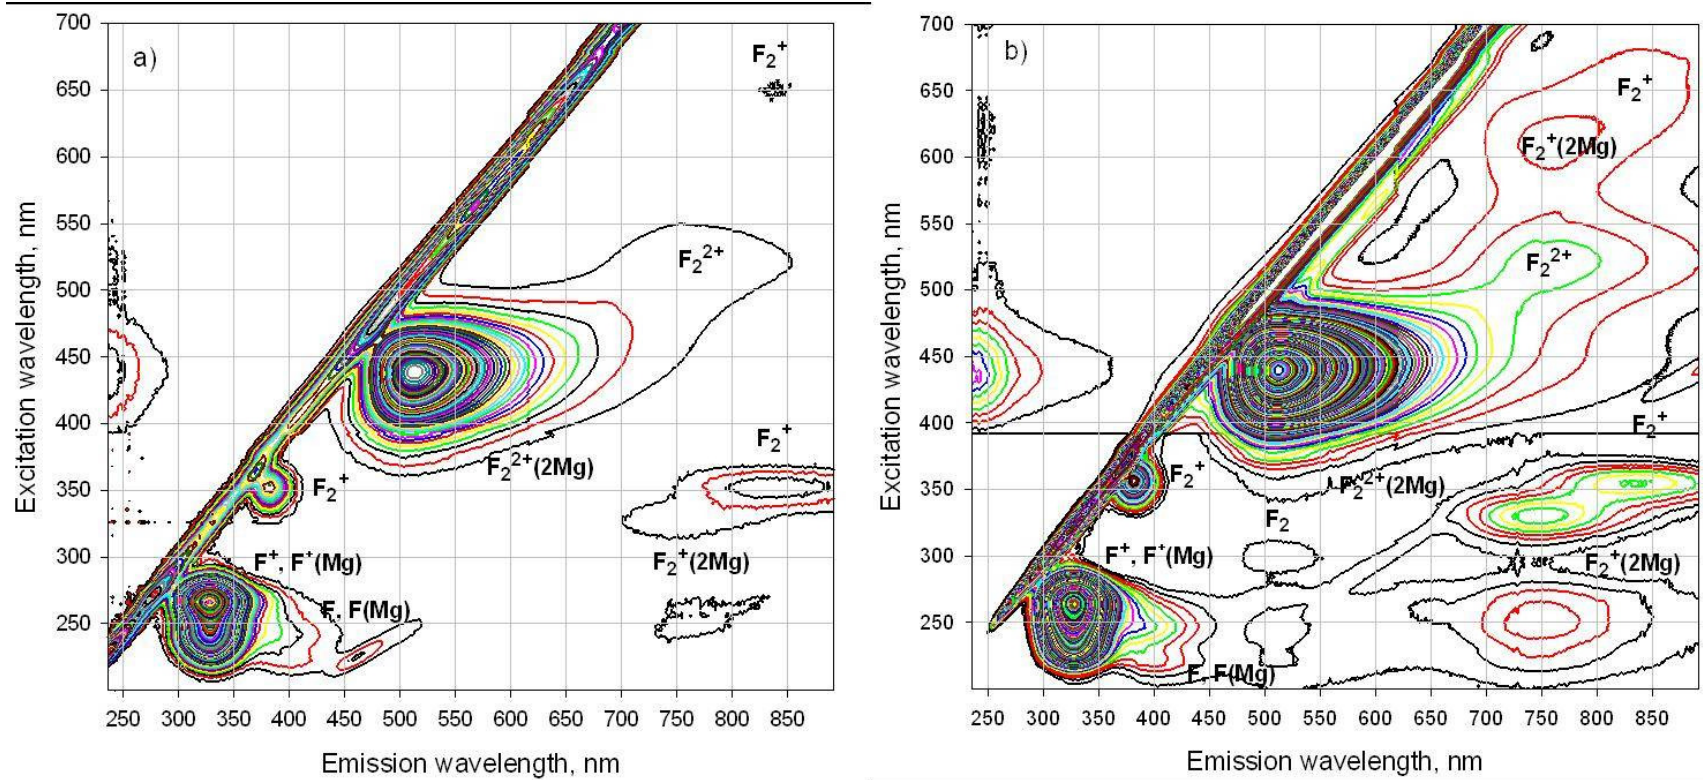 a)
700
650
600
550
500
450
400
350
300
250
Excitation wavelength, nm
F₂⁺
F₂²⁺
F₂²⁺(2Mg)
F₂⁺
F₂⁺
F⁺, F⁺(Mg)
F₂⁺(2Mg)
F, F(Mg)
250 300 350 400 450 500 550 600 650 700 750 800 850
Emission wavelength, nm
b)
700
650
600
550
500
450
400
350
300
250
Excitation wavelength, nm
F₂⁺
F₂⁺(2Mg)
F₂²⁺
F₂⁺
F₂⁺
F₂²⁺(2Mg)
F₂
F⁺, F⁺(Mg)
F₂⁺(2Mg)
F, F(Mg)
250 300 350 400 450 500 550 600 650 700 750 800 850
Emission wavelength, nm